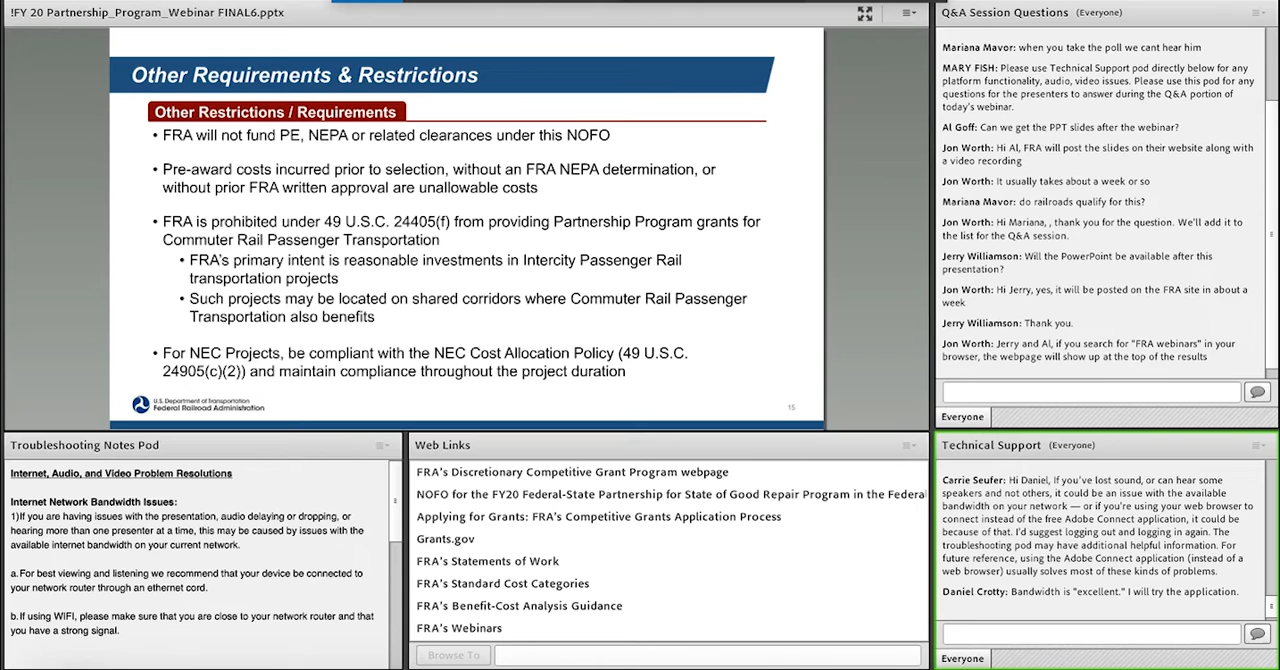 !FY 20 Partnership_Program_Webinar FINAL6.pptx
Other Requirements & Restrictions
Other Restrictions / Requirements
• FRA will not fund PE, NEPA or related clearances under this NOFO
• Pre-award costs incurred prior to selection, without an FRA NEPA determination, or
without prior FRA written approval are unallowable costs
• FRA is prohibited under 49 U.S.C. 24405(f) from providing Partnership Program grants for
Commuter Rail Passenger Transportation
• FRA's primary intent is reasonable investments in Intercity Passenger Rail
transportation projects
• Such projects may be located on shared corridors where Commuter Rail Passenger
Transportation also benefits
• For NEC Projects, be compliant with the NEC Cost Allocation Policy (49 U.S.C.
24905(c)(2)) and maintain compliance throughout the project duration
U.S. Department of Transportation
Federal Railroad Administration
15
Q&A Session Questions (Everyone)
Mariana Mavor: when you take the poll we cant hear him
MARY FISH: Please use Technical Support pod directly below for any
platform functionality, audio, video issues. Please use this pod for any
questions for the presenters to answer during the Q&A portion of
today's webinar.
Al Goff: Can we get the PPT slides after the webinar?
Jon Worth: Hi Al, FRA will post the slides on their website along with
a video recording
Jon Worth: It usually takes about a week or so
Mariana Mavor: do railroads qualify for this?
Jon Worth: Hi Mariana, , thank you for the question. We'll add it to
the list for the Q&A session.
Jerry Williamson: Will the PowerPoint be available after this
presentation?
Jon Worth: Hi Jerry, yes, it will be posted on the FRA site in about a
week
Jerry Williamson: Thank you.
Jon Worth: Jerry and Al, if you search for "FRA webinars" in your
browser, the webpage will show up at the top of the results
Everyone
Troubleshooting Notes Pod
Internet, Audio, and Video Problem Resolutions
Internet Network Bandwidth Issues:
1)If you are having issues with the presentation, audio delaying or dropping, or
hearing more than one presenter at a time, this may be caused by issues with the
available internet bandwidth on your current network.
a.For best viewing and listening we recommend that your device be connected to
your network router through an ethernet cord.
b.If using WIFI, please make sure that you are close to your network router and that
you have a strong signal.
Web Links
FRA's Discretionary Competitive Grant Program webpage
NOFO for the FY20 Federal-State Partnership for State of Good Repair Program in the Federal
Applying for Grants: FRA's Competitive Grants Application Process
Grants.gov
FRA's Statements of Work
FRA's Standard Cost Categories
FRA's Benefit-Cost Analysis Guidance
FRA's Webinars
Browse To
Technical Support (Everyone)
Carrie Seufer: Hi Daniel, If you've lost sound, or can hear some
speakers and not others, it could be an issue with the available
bandwidth on your network — or if you're using your web browser to
connect instead of the free Adobe Connect application, it could be
because of that. I'd suggest logging out and logging in again. The
troubleshooting pod may have additional helpful information. For
future reference, using the Adobe Connect application (instead of a
web browser) usually solves most of these kinds of problems.
Daniel Crotty: Bandwidth is "excellent." I will try the application.
Everyone